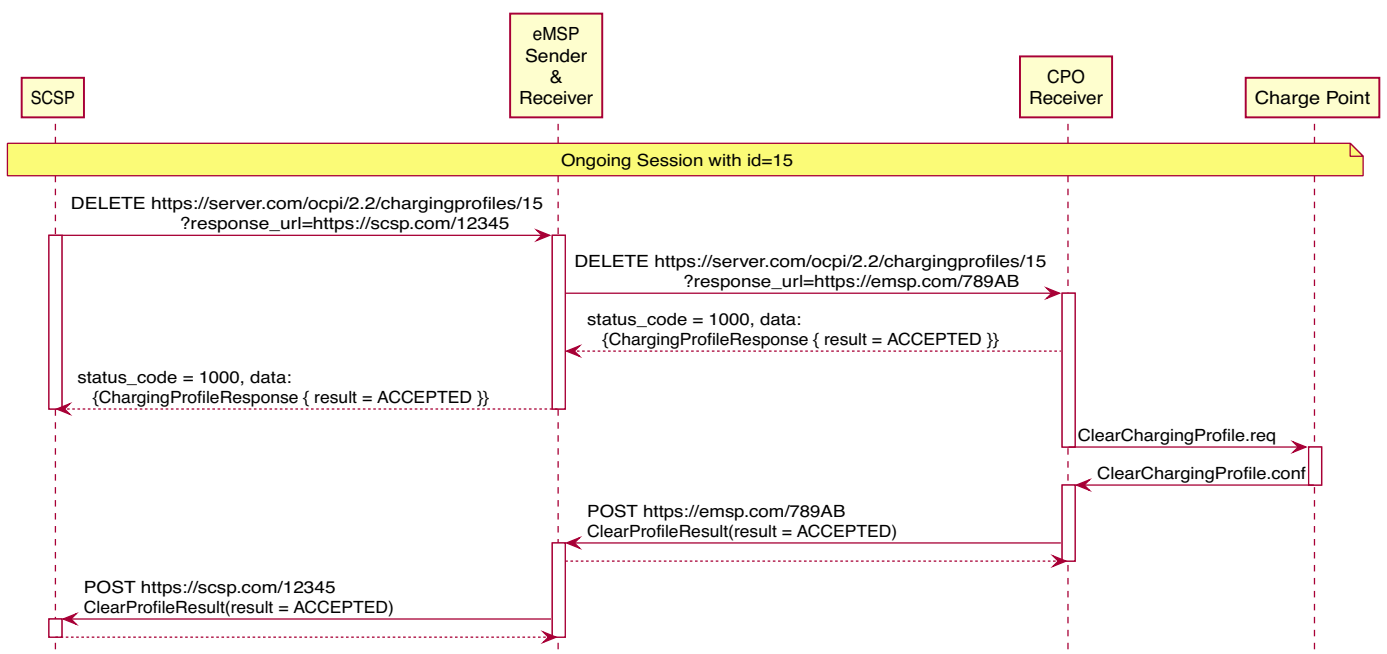 eMSP
Sender
&
Receiver
SCSP
CPO
Receiver
Charge Point
Ongoing Session with id=15
DELETE https://server.com/ocpi/2.2/chargingprofiles/15
?response_url=https://scsp.com/12345
DELETE https://server.com/ocpi/2.2/chargingprofiles/15
?response_url=https://emsp.com/789AB
status_code = 1000, data:
{ChargingProfileResponse { result = ACCEPTED }}
status_code = 1000, data:
{ChargingProfileResponse { result = ACCEPTED }}
ClearChargingProfile.req
ClearChargingProfile.conf
POST https://emsp.com/789AB
ClearProfileResult(result = ACCEPTED)
POST https://scsp.com/12345
ClearProfileResult(result = ACCEPTED)